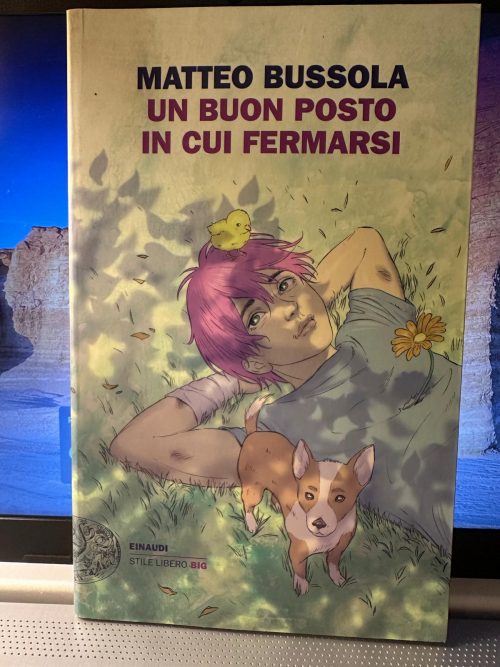 MATTEO BUSSOLA
UN BUON POSTO
IN CUI FERMARSI
EINAUDI
STILE LIBERO BIG